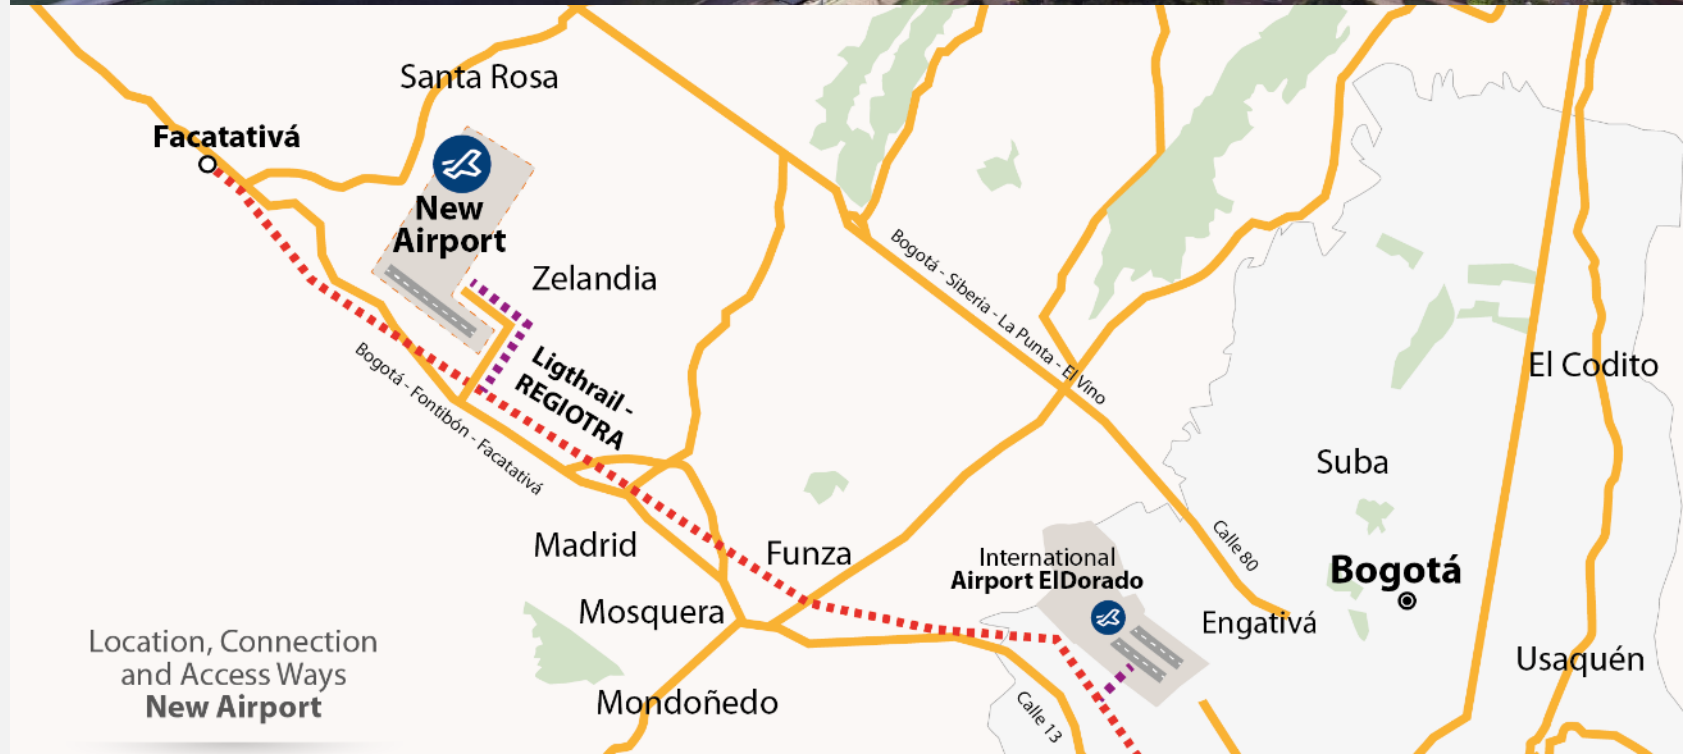 Santa Rosa
Facatativá
New
Airport
Zelandia
Bogotá - Siberia - La Punta - El Vino
Ligthrail -
REGIOTRA
Bogotá - Fontibón - Facatativá
El Codito
Suba
Madrid
Funza
International
Airport ElDorado
Calle 80
Bogotá
Mosquera
Engativá
Location, Connection
and Access Ways
New Airport
Usaquén
Mondoñedo
Calle 13